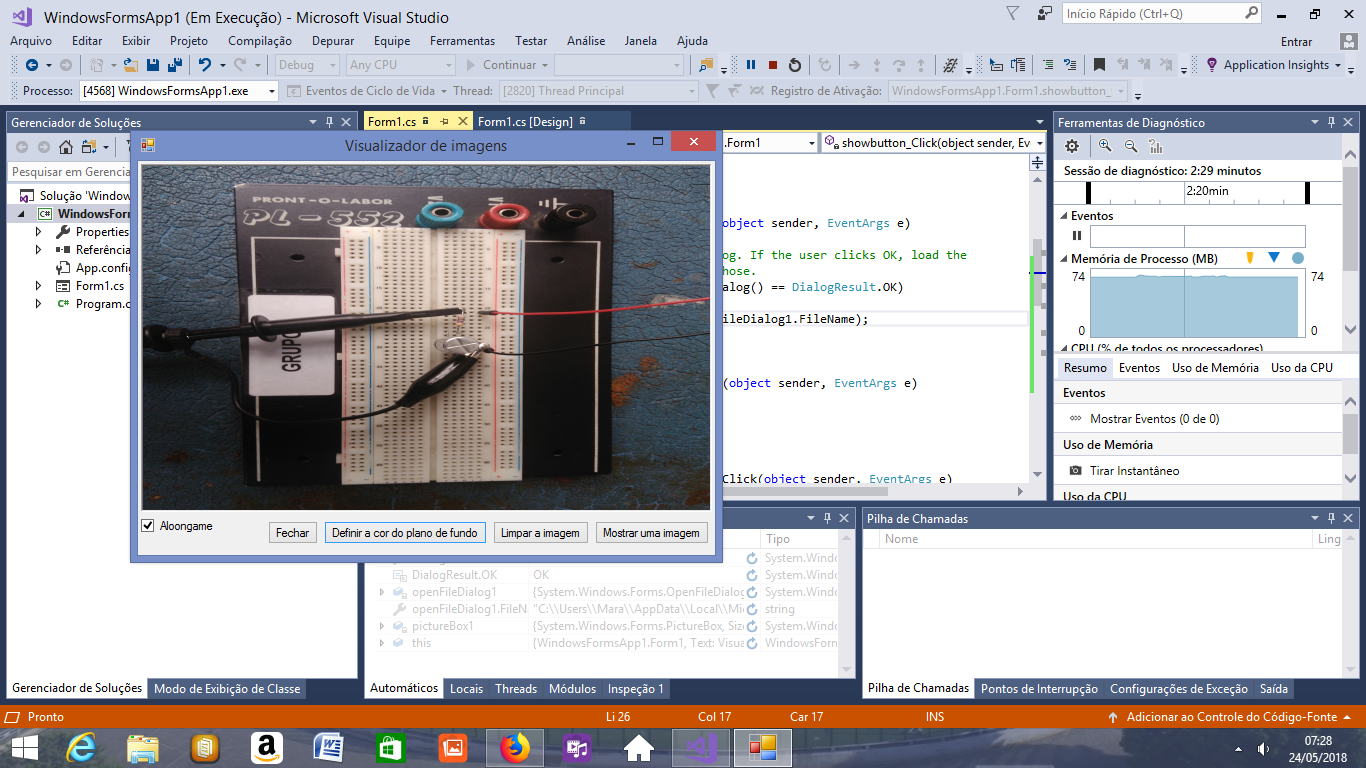 WindowsFormsApp1 (Em Execução) - Microsoft Visual Studio
Início Rápido (Ctrl+Q)
Arquivo Editar Exibir Projeto Compilação Depurar Equipe Ferramentas Testar Análise Janela Ajuda
Entrar
Debug Any CPU Continuar Application Insights
Processo: [4568] WindowsFormsApp1.exe Eventos de Ciclo de Vida Thread: [2820] Thread Principal Registro de Ativação: WindowsFormsApp1.Form1.showbutton_
Gerenciador de Soluções
Pesquisar em Gerencia
Solução 'Window
WindowsForm
Properties
Referência
App.config
Form1.cs
Program.c
Form1.cs Form1.cs [Design]
.Form1 showbutton_Click(object sender, Ev
Visualizador de imagens
PRONT-O-LABOR
PL-552
V V
GRUPO
Aloongame
Fechar Definir a cor do plano de fundo Limpar a imagem Mostrar uma imagem
object sender, EventArgs e)
og. If the user clicks OK, load the
hose.
alog() == DialogResult.OK)
ileDialog1.FileName);
(object sender, EventArgs e)
Click(object sender, EventArgs e)
Ferramentas de Diagnóstico
Sessão de diagnóstico: 2:29 minutos
2:20min
Eventos
Memória de Processo (MB)
74 74
0 0
CPU (% de todos os processadores)
Resumo Eventos Uso de Memória Uso da CPU
Eventos
Mostrar Eventos (0 de 0)
Uso de Memória
Tirar Instantâneo
Uso da CPU
Tipo
System.Windo
DialogResult.OK OK System.Windo
openFileDialog1 {System.Windows.Forms.OpenFileDialog System.Windo
openFileDialog1.FileN "C:\\Users\\Mara\\AppData\\Local\\Mic string
pictureBox1 {System.Windows.Forms.PictureBox, Size System.Windo
this {WindowsFormsApp1.Form1, Text: Visua WindowsForm
Pilha de Chamadas
Nome Ling
Gerenciador de Soluções Modo de Exibição de Classe
Automáticos Locais Threads Módulos Inspeção 1
Pilha de Chamadas Pontos de Interrupção Configurações de Exceção Saída
Pronto Li 26 Col 17 Car 17 INS Adicionar ao Controle do Código-Fonte
07:28
24/05/2018